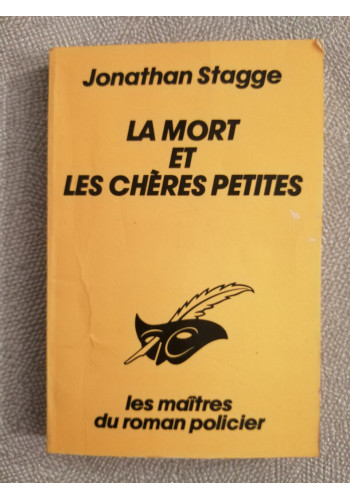 Jonathan Stagge
LA MORT
ET
LES CHÈRES PETITES
les maîtres
du roman policier